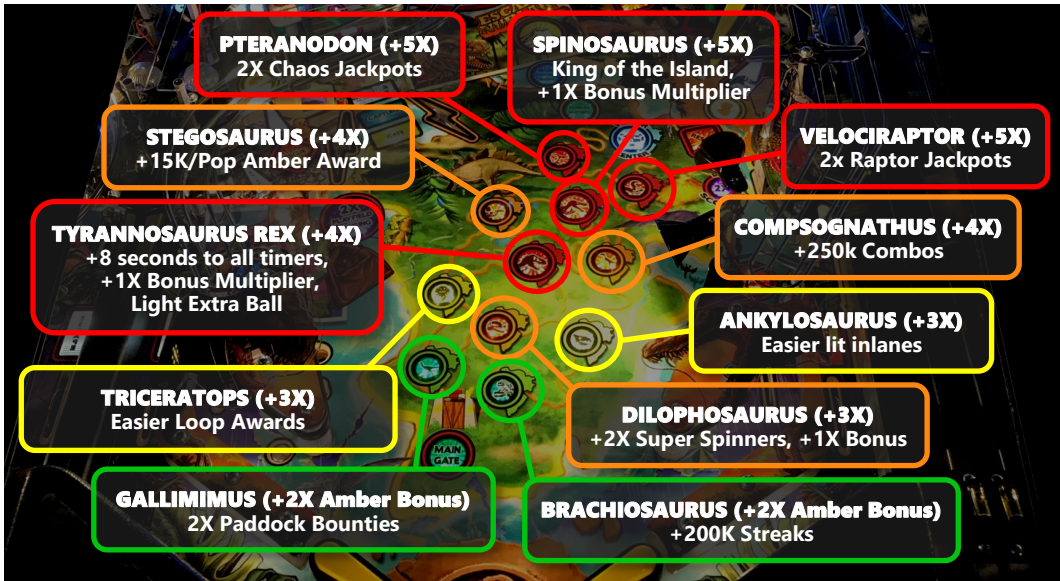 PTERANODON (+5X)
2X Chaos Jackpots
SPINOSAURUS (+5X)
King of the Island,
+1X Bonus Multiplier
STEGOSAURUS (+4X)
+15K/Pop Amber Award
VELOCIRAPTOR (+5X)
2x Raptor Jackpots
TYRANNOSAURUS REX (+4X)
+8 seconds to all timers,
+1X Bonus Multiplier,
Light Extra Ball
COMPSOGNATHUS (+4X)
+250k Combos
ANKYLOSAURUS (+3X)
Easier lit inlanes
TRICERATOPS (+3X)
Easier Loop Awards
DILOPHOSAURUS (+3X)
+2X Super Spinners, +1X Bonus
MAIN
GATE
GALLIMIMUS (+2X Amber Bonus)
2X Paddock Bounties
BRACHIOSAURUS (+2X Amber Bonus)
+200K Streaks